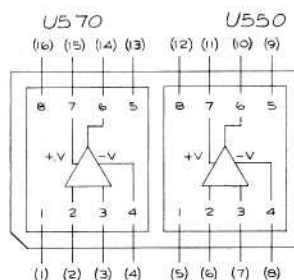 U570 U550
(16) (15) (14) (13) (12) (11) (10) (9)
8 7 6 5 8 7 6 5
+V -V +V -V
1 2 3 4 1 2 3 4
(1) (2) (3) (4) (5) (6) (7) (8)